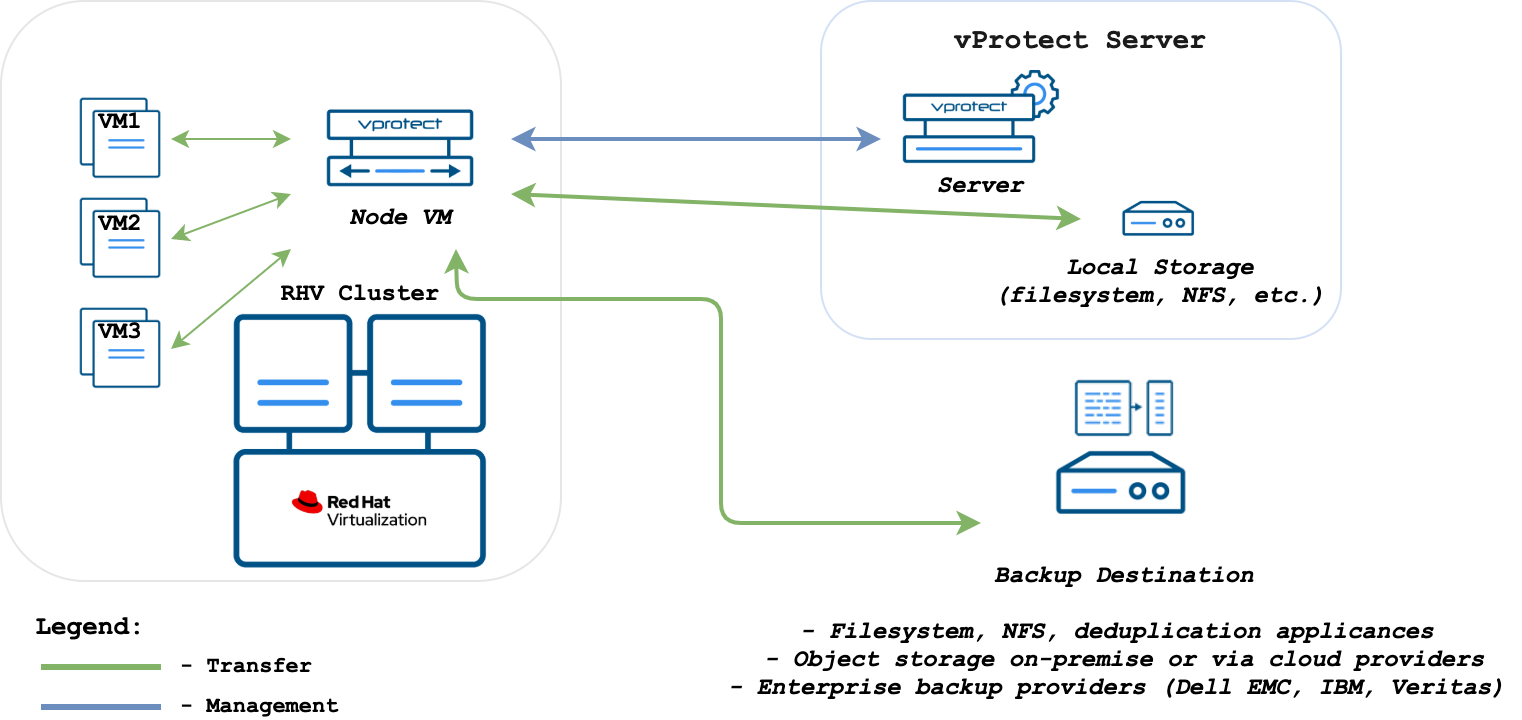 vProtect Server
VM1
vprotect
Node VM
vprotect
Server
VM2
Local Storage
(filesystem, NFS, etc.)
RHV Cluster
VM3
Red Hat
Virtualization
Backup Destination
- Filesystem, NFS, deduplication applicances
- Object storage on-premise or via cloud providers
- Enterprise backup providers (Dell EMC, IBM, Veritas)
Legend:
- Transfer
- Management